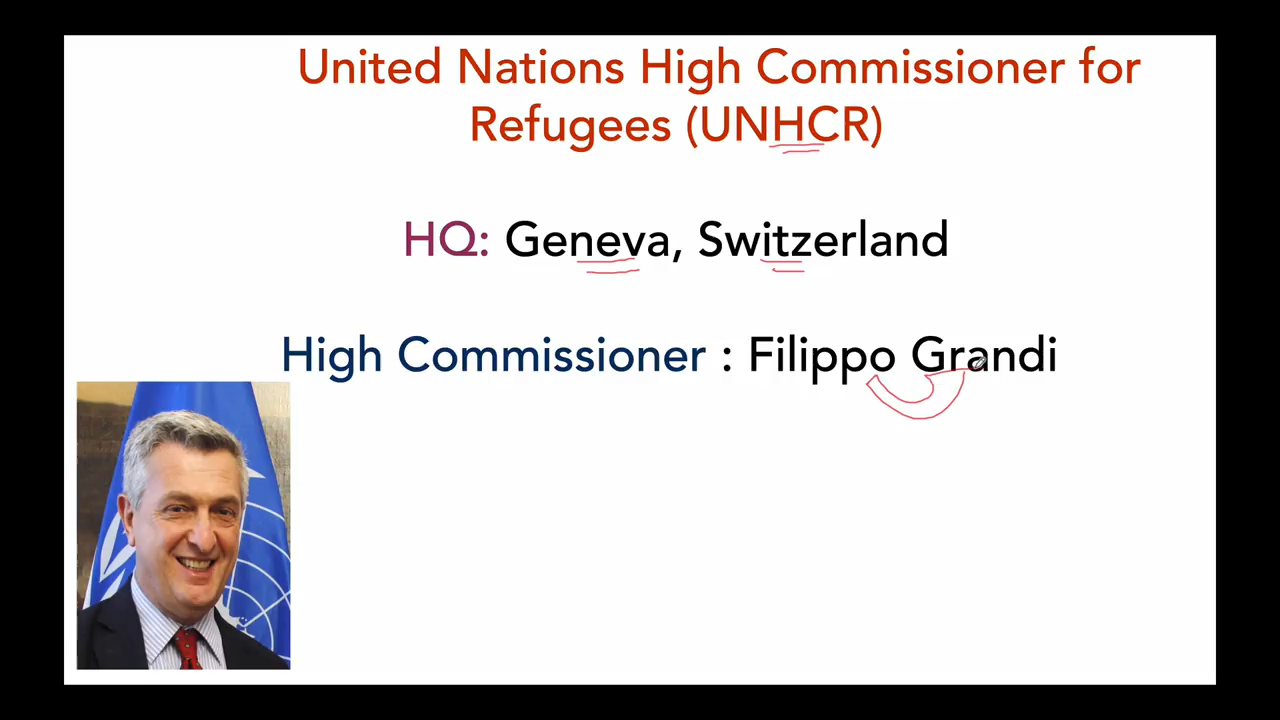 United Nations High Commissioner for
Refugees (UNHCR)
HQ: Geneva, Switzerland
High Commissioner : Filippo Grandi